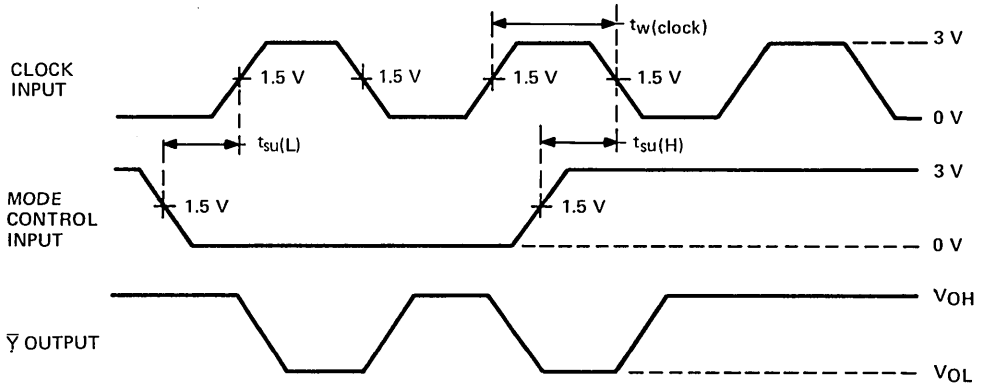 tw(clock)
3 V
CLOCK
INPUT
1.5 V
1.5 V
1.5 V
1.5 V
0 V
tsu(L)
tsu(H)
3 V
MODE
CONTROL
INPUT
1.5 V
1.5 V
0 V
VOH
Y̅ OUTPUT
VOL